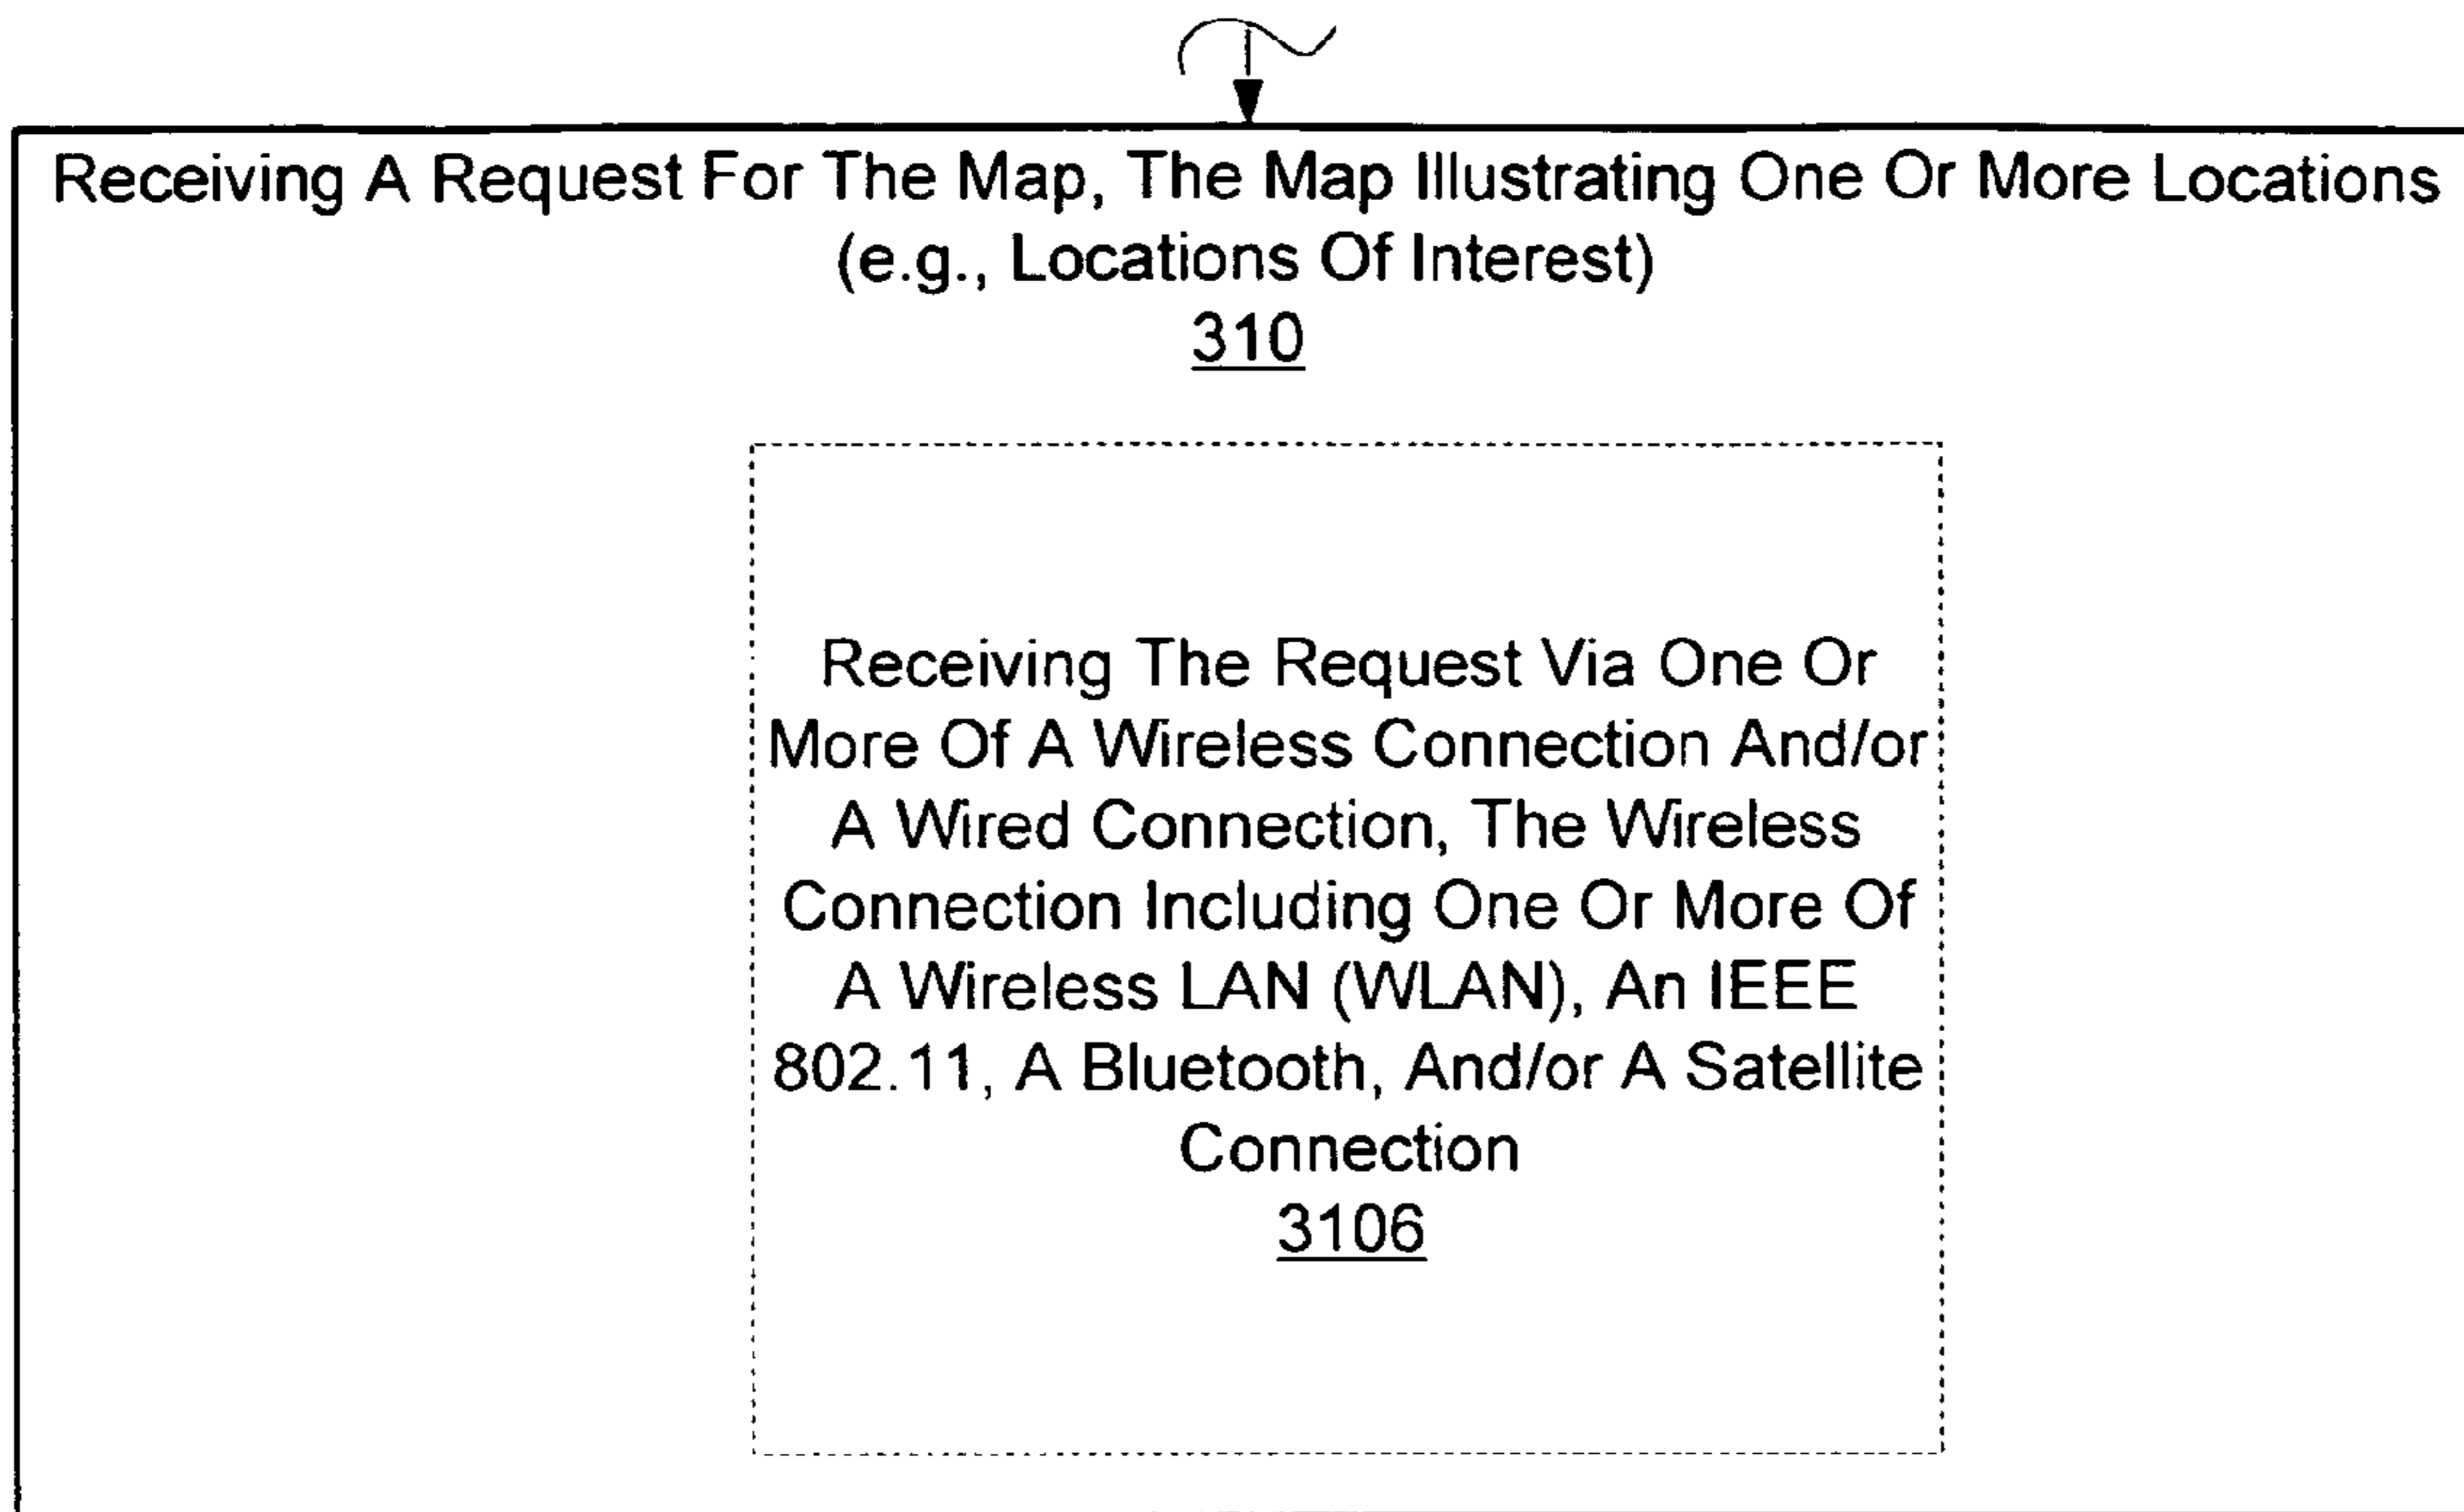 Receiving A Request For The Map, The Map Illustrating One Or More Locations
(e.g., Locations Of Interest)
310
Receiving The Request Via One Or
More Of A Wireless Connection And/or
A Wired Connection, The Wireless
Connection Including One Or More Of
A Wireless LAN (WLAN), An IEEE
802.11, A Bluetooth, And/or A Satellite
Connection
3106